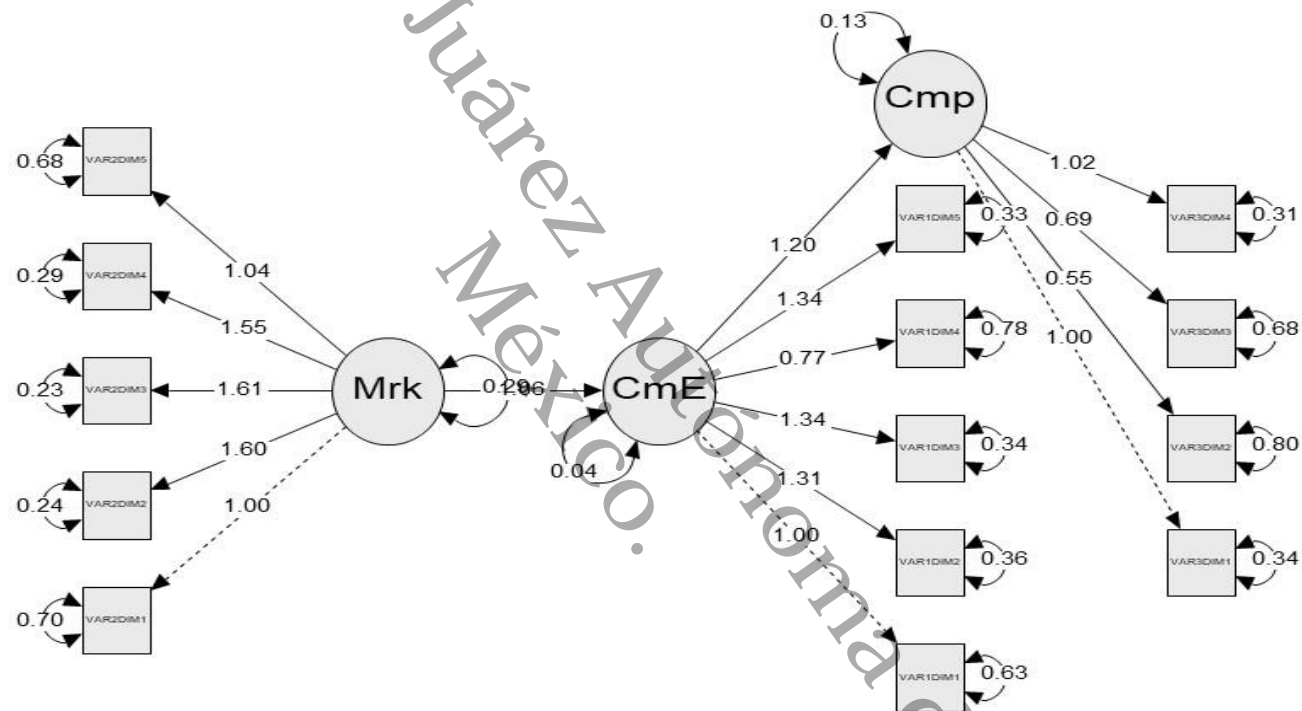 0.13
Cmp
Juárez Autónoma
México.
0.68
VAR2DIM5
0.29
VAR2DIM4
0.23
VAR2DIM3
0.24
VAR2DIM2
0.70
VAR2DIM1
1.04
1.55
1.61
1.60
1.00
Mrk
0.29
CmE
0.04
1.20
1.34
0.77
1.34
1.31
1.00
VAR1DIM5
0.33
VAR1DIM4
0.78
VAR1DIM3
0.34
VAR1DIM2
0.36
VAR1DIM1
0.63
1.02
0.69
0.55
1.00
VAR3DIM4
0.31
VAR3DIM3
0.68
VAR3DIM2
0.80
VAR3DIM1
0.34